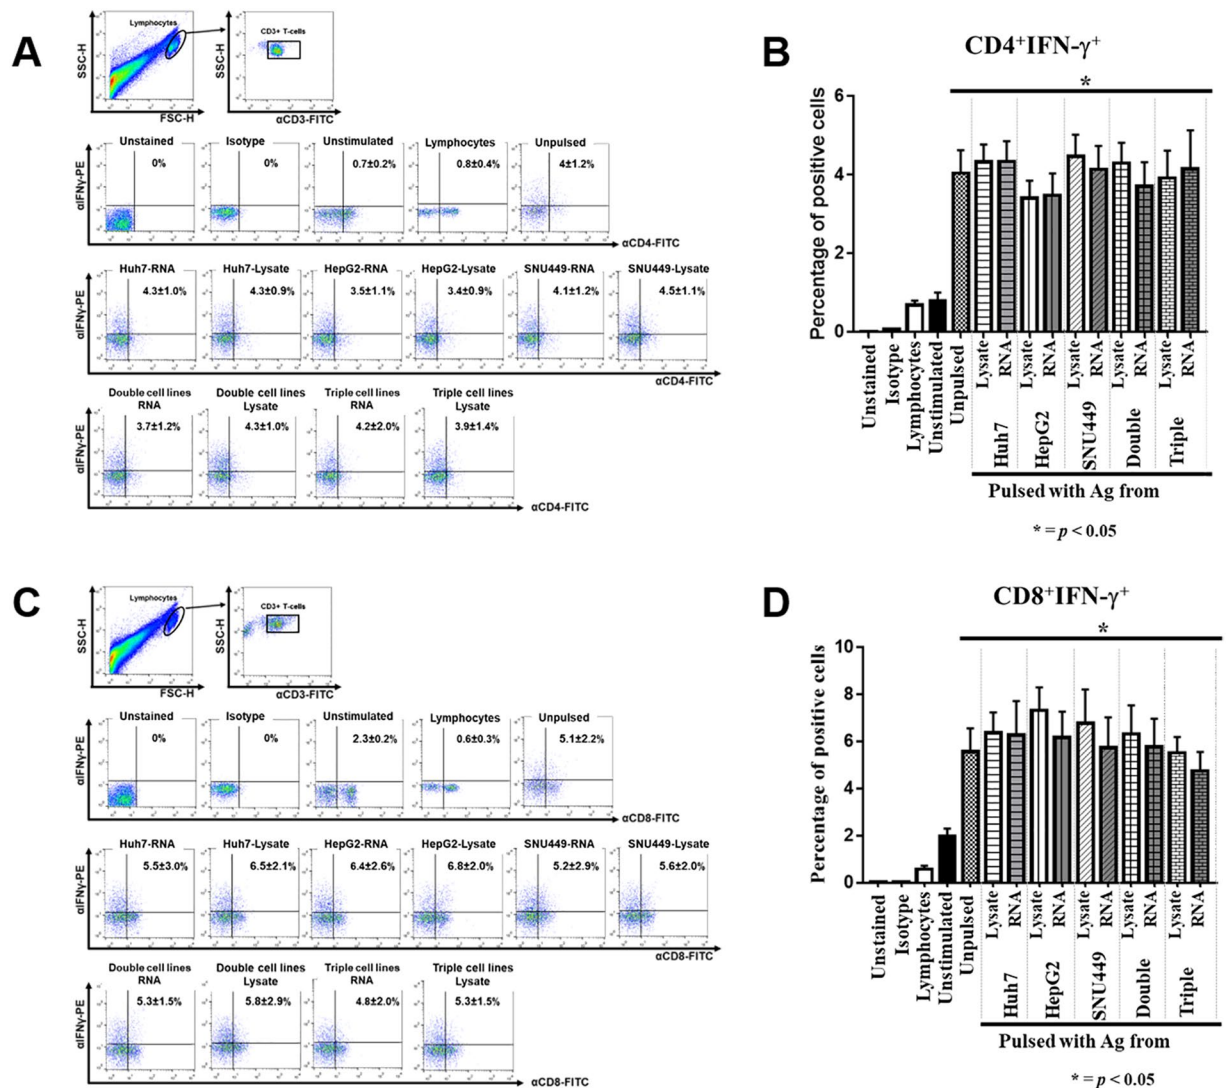 A
Lymphocytes
SSC-H
FSC-H
CD3+ T-cells
SSC-H
αCD3-FITC
Unstained Isotype Unstimulated Lymphocytes Unpulsed
0% 0% 0.7±0.2% 0.8±0.4% 4±1.2%
αIFNγ-PE
αCD4-FITC
Huh7-RNA Huh7-Lysate HepG2-RNA HepG2-Lysate SNU449-RNA SNU449-Lysate
4.3±1.0% 4.3±0.9% 3.5±1.1% 3.4±0.9% 4.1±1.2% 4.5±1.1%
αIFNγ-PE
αCD4-FITC
Double cell lines Double cell lines Triple cell lines Triple cell lines
RNA Lysate RNA Lysate
3.7±1.2% 4.3±1.0% 4.2±2.0% 3.9±1.4%
αIFNγ-PE
αCD4-FITC
B
CD4+IFN-γ+
*
Percentage of positive cells
6
4
2
0
Unstained Isotype Lymphocytes Unstimulated Unpulsed Lysate RNA Lysate RNA Lysate RNA Lysate RNA Lysate RNA
Huh7 HepG2 SNU449 Double Triple
Pulsed with Ag from
* = p < 0.05
C
Lymphocytes
SSC-H
FSC-H
CD3+ T-cells
SSC-H
αCD3-FITC
Unstained Isotype Unstimulated Lymphocytes Unpulsed
0% 0% 2.3±0.2% 0.6±0.3% 5.1±2.2%
αIFNγ-PE
αCD8-FITC
Huh7-RNA Huh7-Lysate HepG2-RNA HepG2-Lysate SNU449-RNA SNU449-Lysate
5.5±3.0% 6.5±2.1% 6.4±2.6% 6.8±2.0% 5.2±2.9% 5.6±2.0%
αIFNγ-PE
αCD8-FITC
Double cell lines Double cell lines Triple cell lines Triple cell lines
RNA Lysate RNA Lysate
5.3±1.5% 5.8±2.9% 4.8±2.0% 5.3±1.5%
αIFNγ-PE
αCD8-FITC
D
CD8+IFN-γ+
*
Percentage of positive cells
10
8
6
4
2
0
Unstained Isotype Lymphocytes Unstimulated Unpulsed Lysate RNA Lysate RNA Lysate RNA Lysate RNA Lysate RNA
Huh7 HepG2 SNU449 Double Triple
Pulsed with Ag from
* = p < 0.05